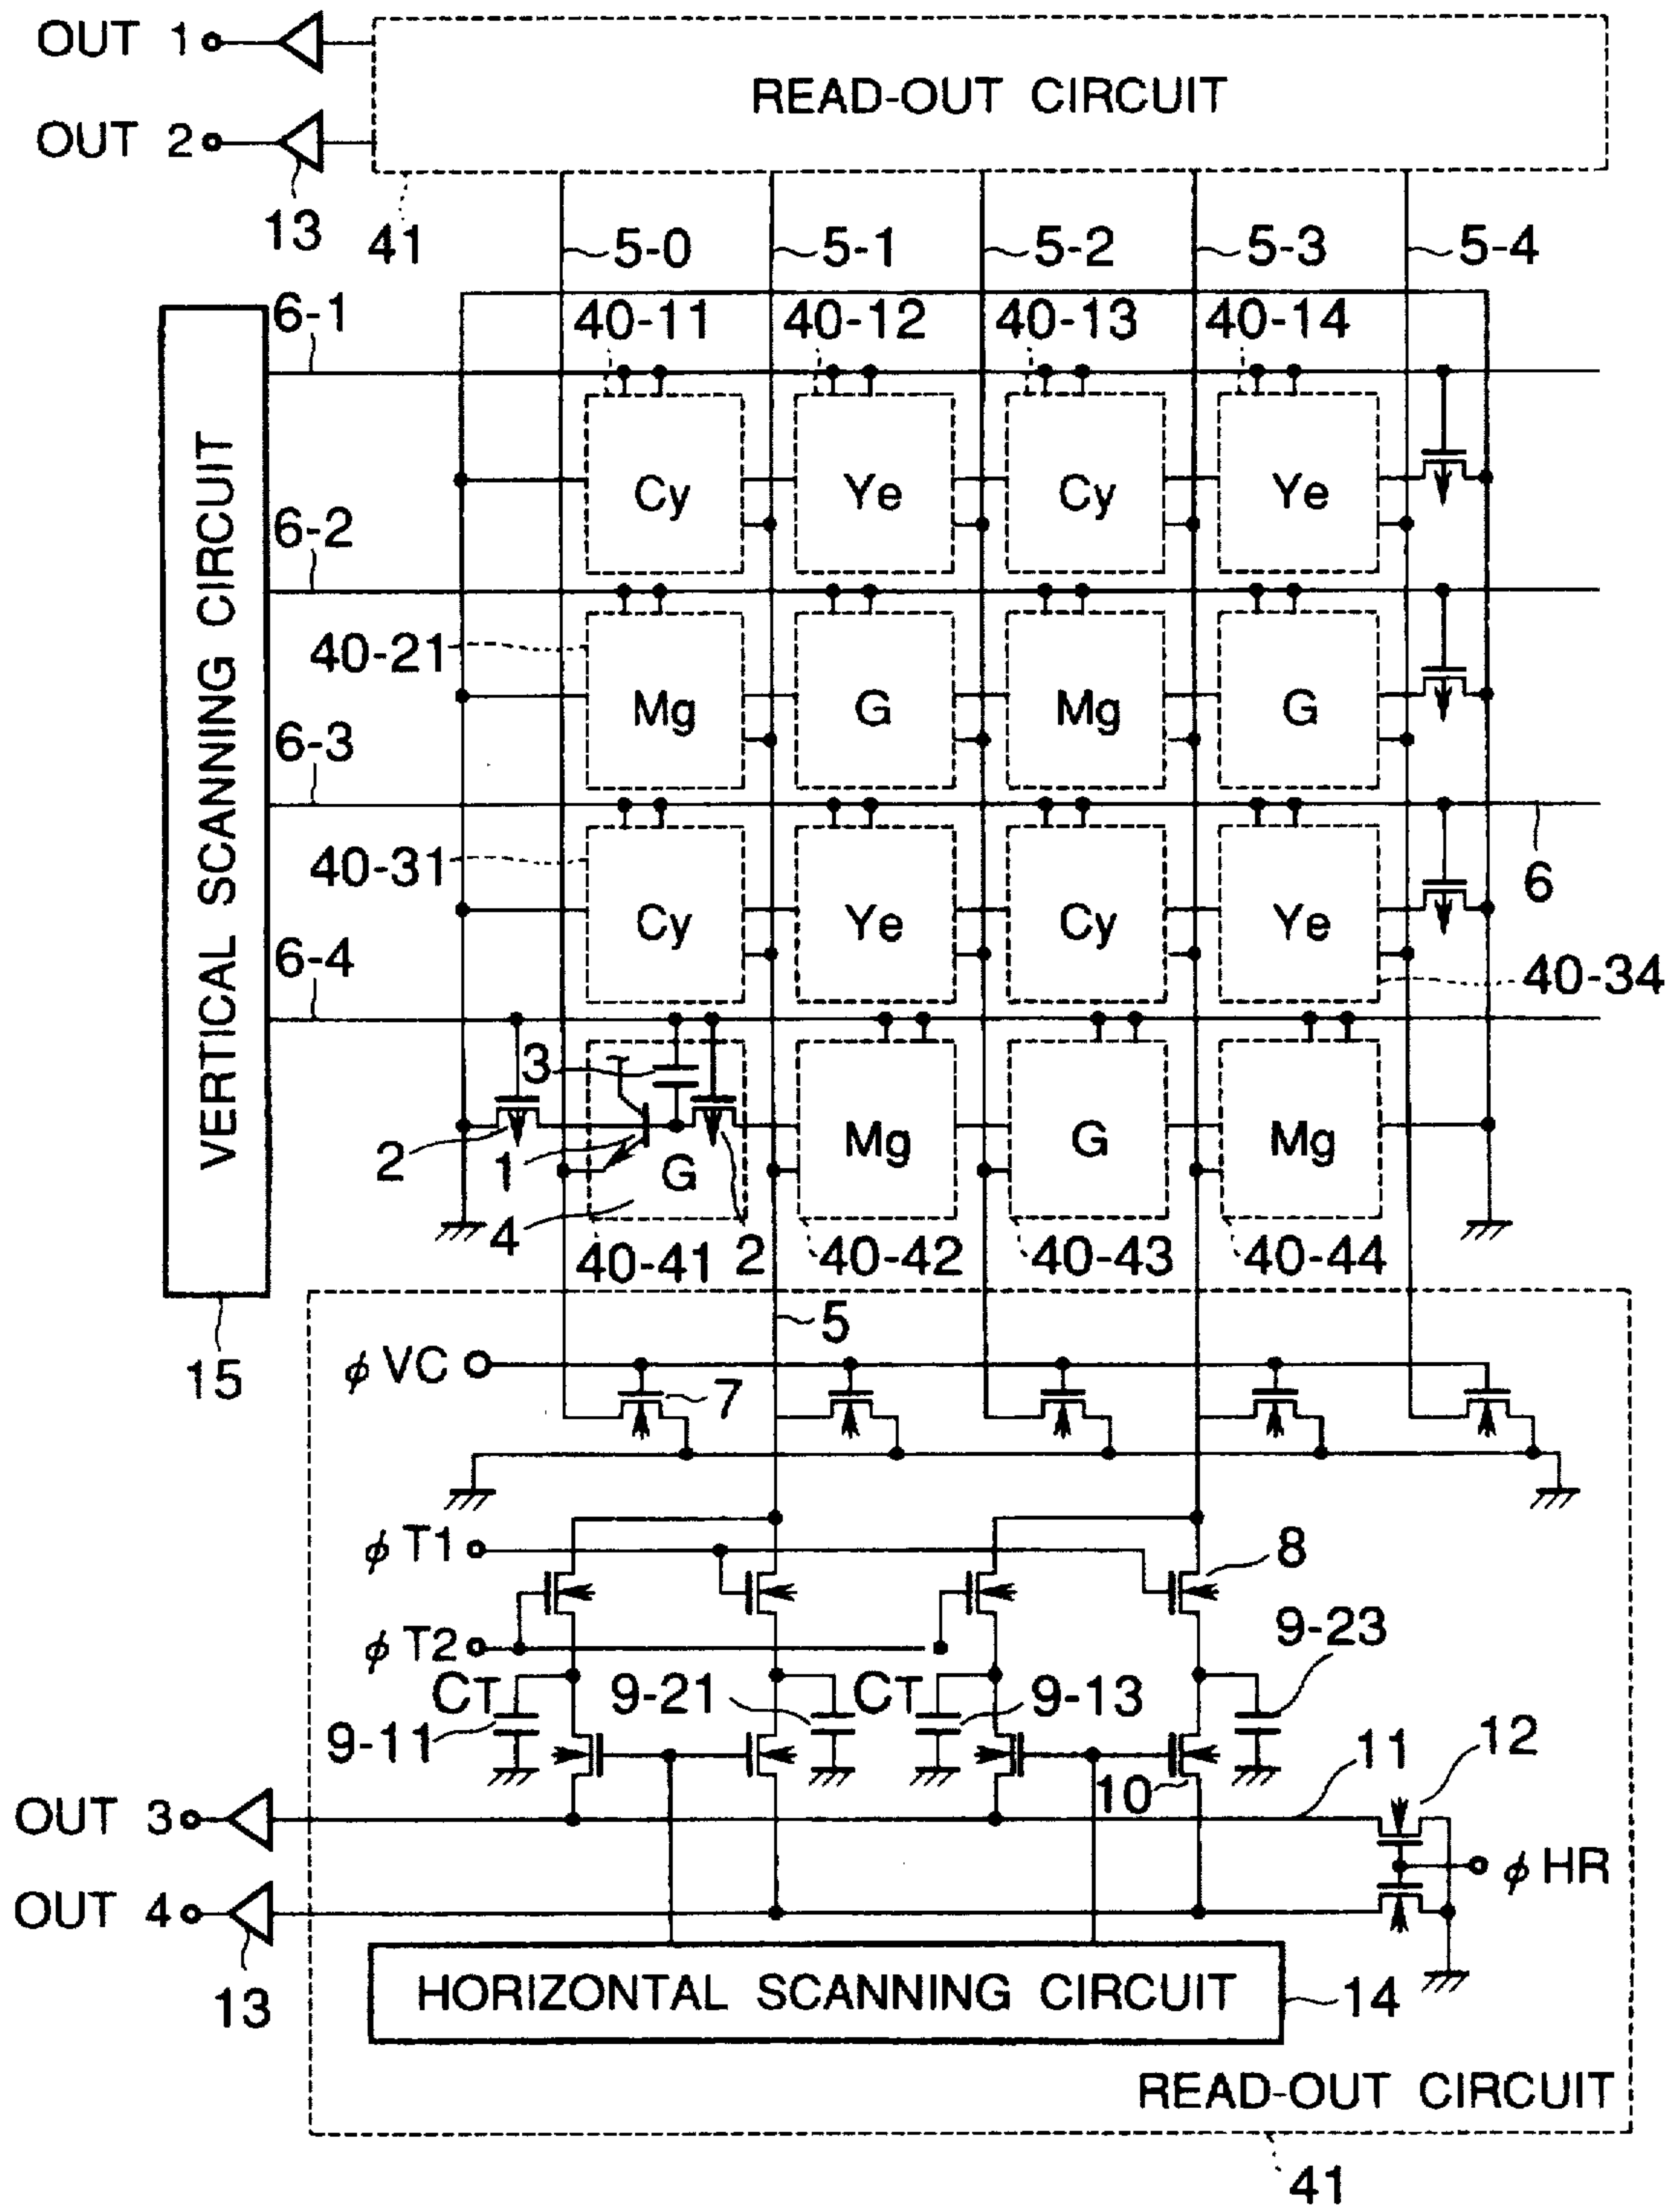 OUT 1
READ-OUT CIRCUIT
OUT 2
13
41
5-0
5-1
5-2
5-3
5-4
6-1
40-11
40-12
40-13
40-14
VERTICAL SCANNING CIRCUIT
Cy
Ye
Cy
Ye
6-2
40-21
Mg
G
Mg
G
6-3
40-31
Cy
Ye
Cy
Ye
6
6-4
40-34
3
2
1
G
Mg
G
Mg
4
40-41
2
40-42
40-43
40-44
15
5
φ VC
7
φ T1
8
φ T2
9-23
CT
9-21
CT
9-13
9-11
10
11
12
OUT 3
φ HR
OUT 4
13
HORIZONTAL SCANNING CIRCUIT
14
READ-OUT CIRCUIT
41